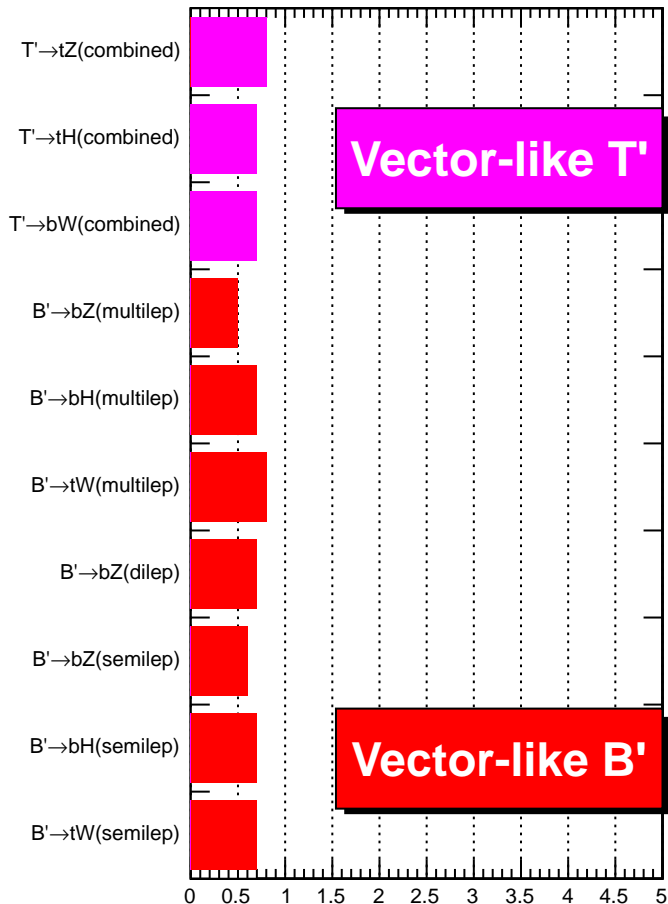 T'→tZ(combined)
T'→tH(combined)
Vector-like T'
T'→bW(combined)
B'→bZ(multilep)
B'→bH(multilep)
B'→tW(multilep)
B'→bZ(dilep)
B'→bZ(semilep)
B'→bH(semilep)
Vector-like B'
B'→tW(semilep)
0 0.5 1 1.5 2 2.5 3 3.5 4 4.5 5